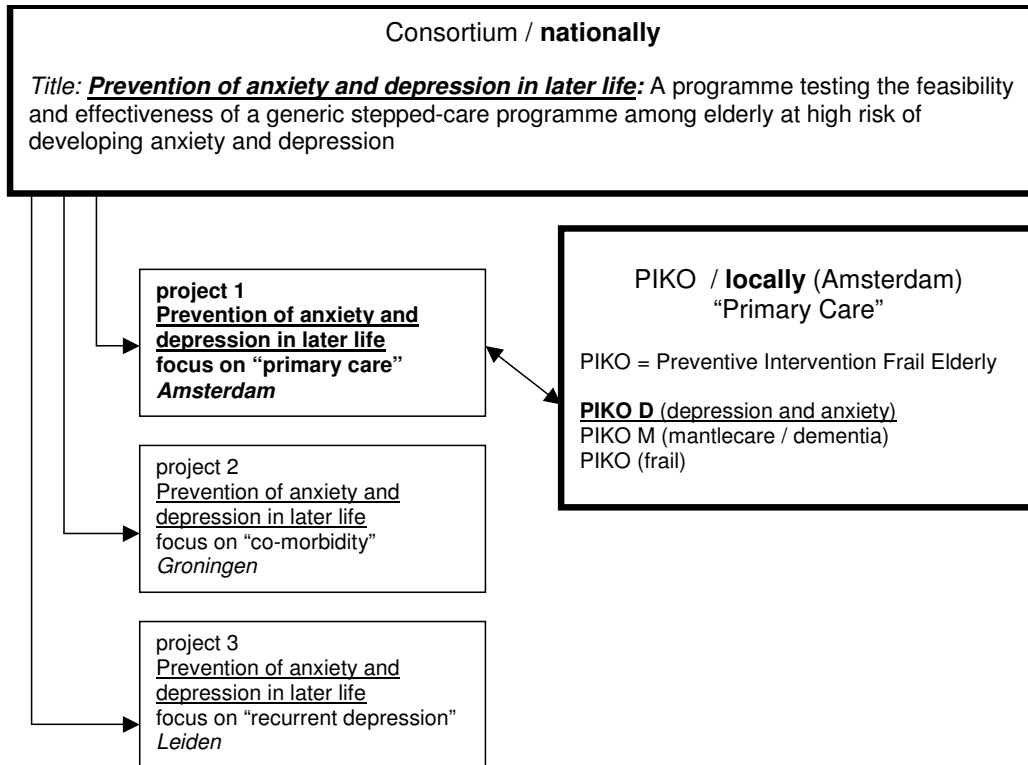 Consortium / nationally
Title: Prevention of anxiety and depression in later life: A programme testing the feasibility
and effectiveness of a generic stepped-care programme among elderly at high risk of
developing anxiety and depression
project 1
Prevention of anxiety and
depression in later life
focus on “primary care”
Amsterdam
PIKO / locally (Amsterdam)
“Primary Care”
PIKO = Preventive Intervention Frail Elderly
PIKO D (depression and anxiety)
PIKO M (mantlecare / dementia)
PIKO (frail)
project 2
Prevention of anxiety and
depression in later life
focus on “co-morbidity”
Groningen
project 3
Prevention of anxiety and
depression in later life
focus on “recurrent depression”
Leiden